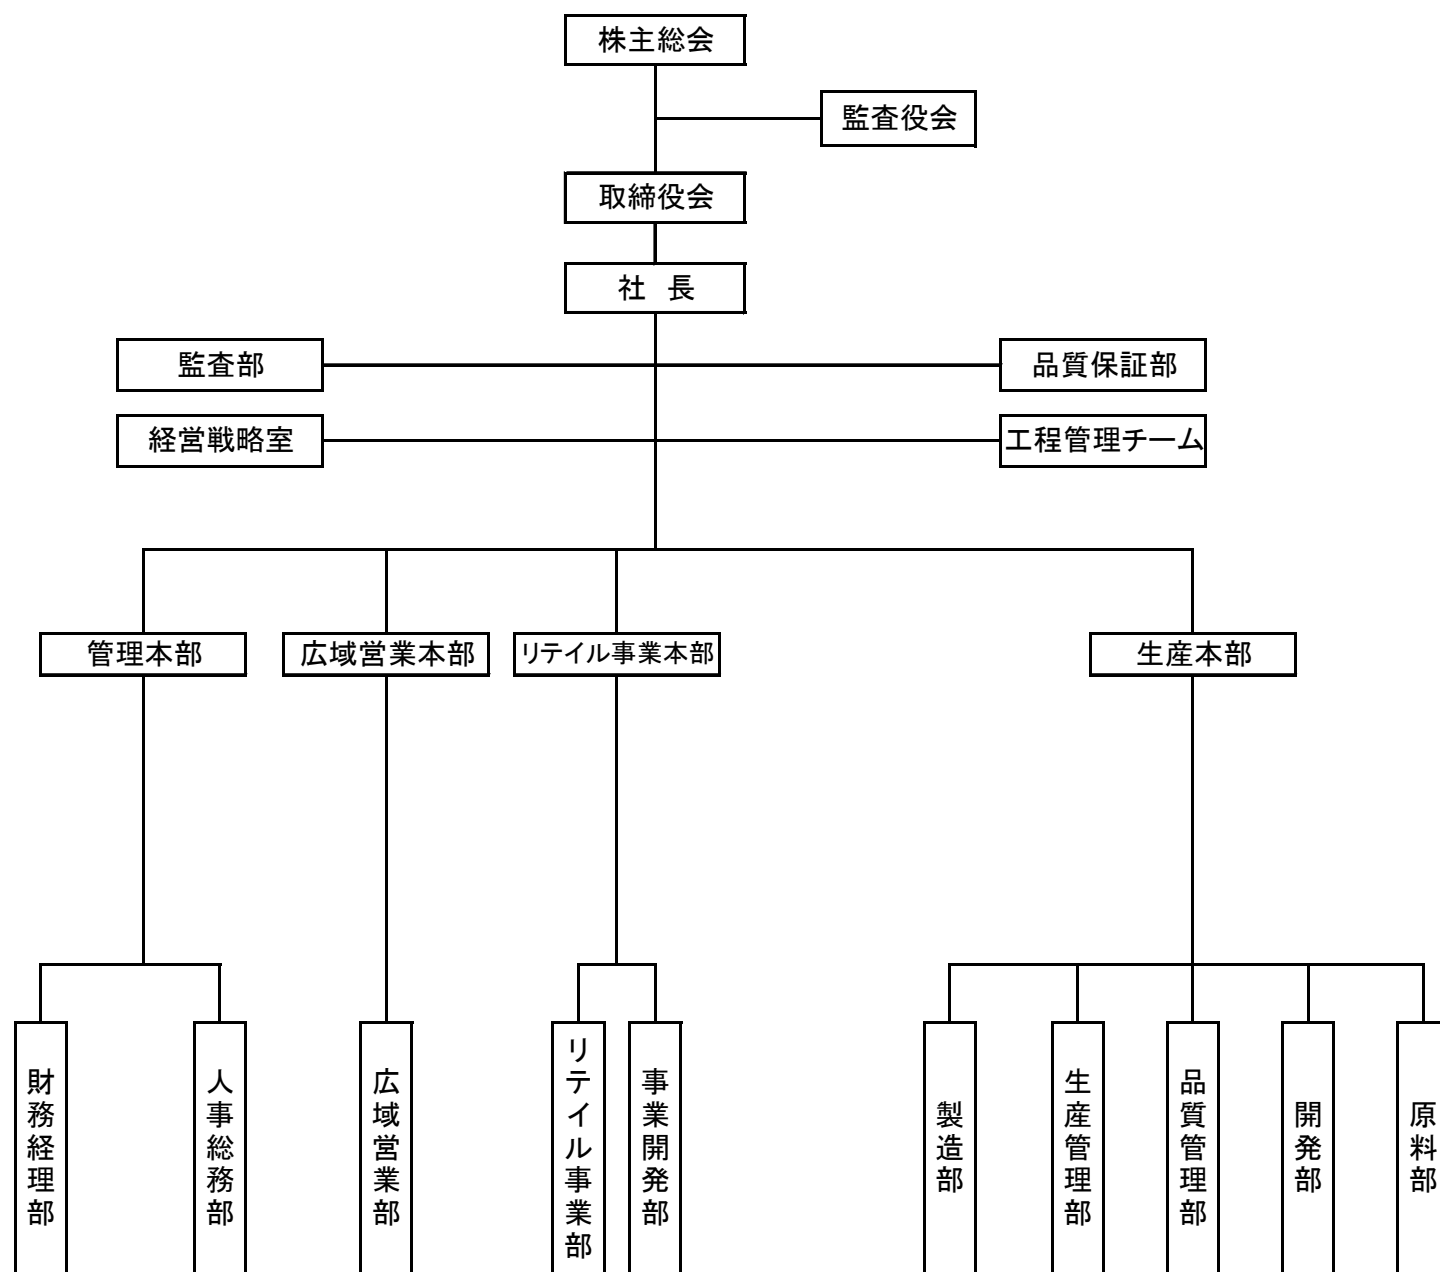 株主総会
監査役会
取締役会
社 長
監査部
品質保証部
経営戦略室
工程管理チーム
管理本部
広域営業本部
リテイル事業本部
生産本部
財務経理部
人事総務部
広域営業部
リテイル事業部
事業開発部
製造部
生産管理部
品質管理部
開発部
原料部